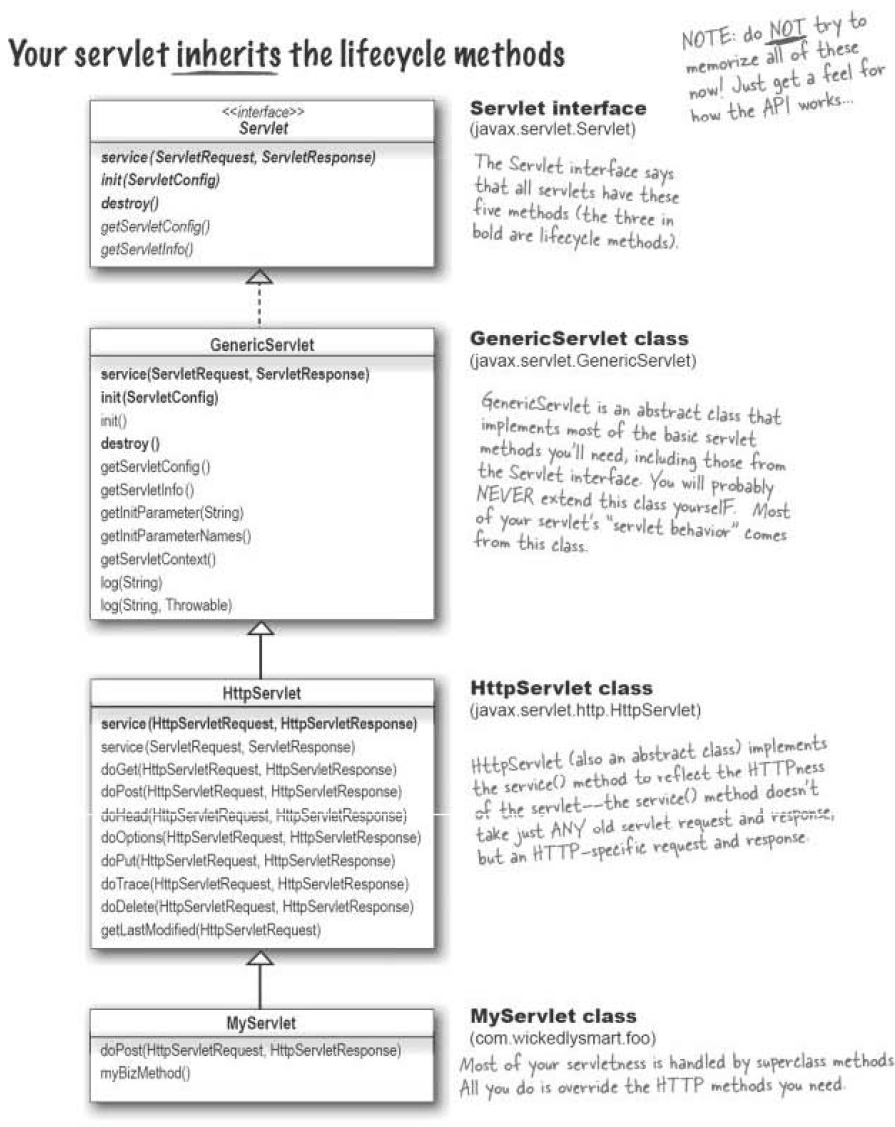 Your servlet inherits the lifecycle methods
NOTE: do NOT try to
memorize all of these
now! Just get a feel for
how the API works...
<<interface>>
Servlet
service(ServletRequest, ServletResponse)
init(ServletConfig)
destroy()
getServletConfig()
getServletInfo()
Servlet interface
(javax.servlet.Servlet)
The Servlet interface says
that all servlets have these
five methods (the three in
bold are lifecycle methods).
GenericServlet
service(ServletRequest, ServletResponse)
init(ServletConfig)
init()
destroy()
getServletConfig()
getServletInfo()
getInitParameter(String)
getInitParameterNames()
getServletContext()
log(String)
log(String, Throwable)
GenericServlet class
(javax.servlet.GenericServlet)
GenericServlet is an abstract class that
implements most of the basic servlet
methods you'll need, including those from
the Servlet interface. You will probably
NEVER extend this class yourselF. Most
of your servlet's "servlet behavior" comes
from this class.
HttpServlet
service(HttpServletRequest, HttpServletResponse)
service(ServletRequest, ServletResponse)
doGet(HttpServletRequest, HttpServletResponse)
doPost(HttpServletRequest, HttpServletResponse)
doHead(HttpServletRequest, HttpServletResponse)
doOptions(HttpServletRequest, HttpServletResponse)
doPut(HttpServletRequest, HttpServletResponse)
doTrace(HttpServletRequest, HttpServletResponse)
doDelete(HttpServletRequest, HttpServletResponse)
getLastModified(HttpServletRequest)
HttpServlet class
(javax.servlet.http.HttpServlet)
HttpServlet (also an abstract class) implements
the service() method to reflect the HTTPness
of the servlet--the service() method doesn't
take just ANY old servlet request and response,
but an HTTP-specific request and response.
MyServlet
doPost(HttpServletRequest, HttpServletResponse)
myBizMethod()
MyServlet class
(com.wickedlysmart.foo)
Most of your servletness is handled by superclass methods
All you do is override the HTTP methods you need.